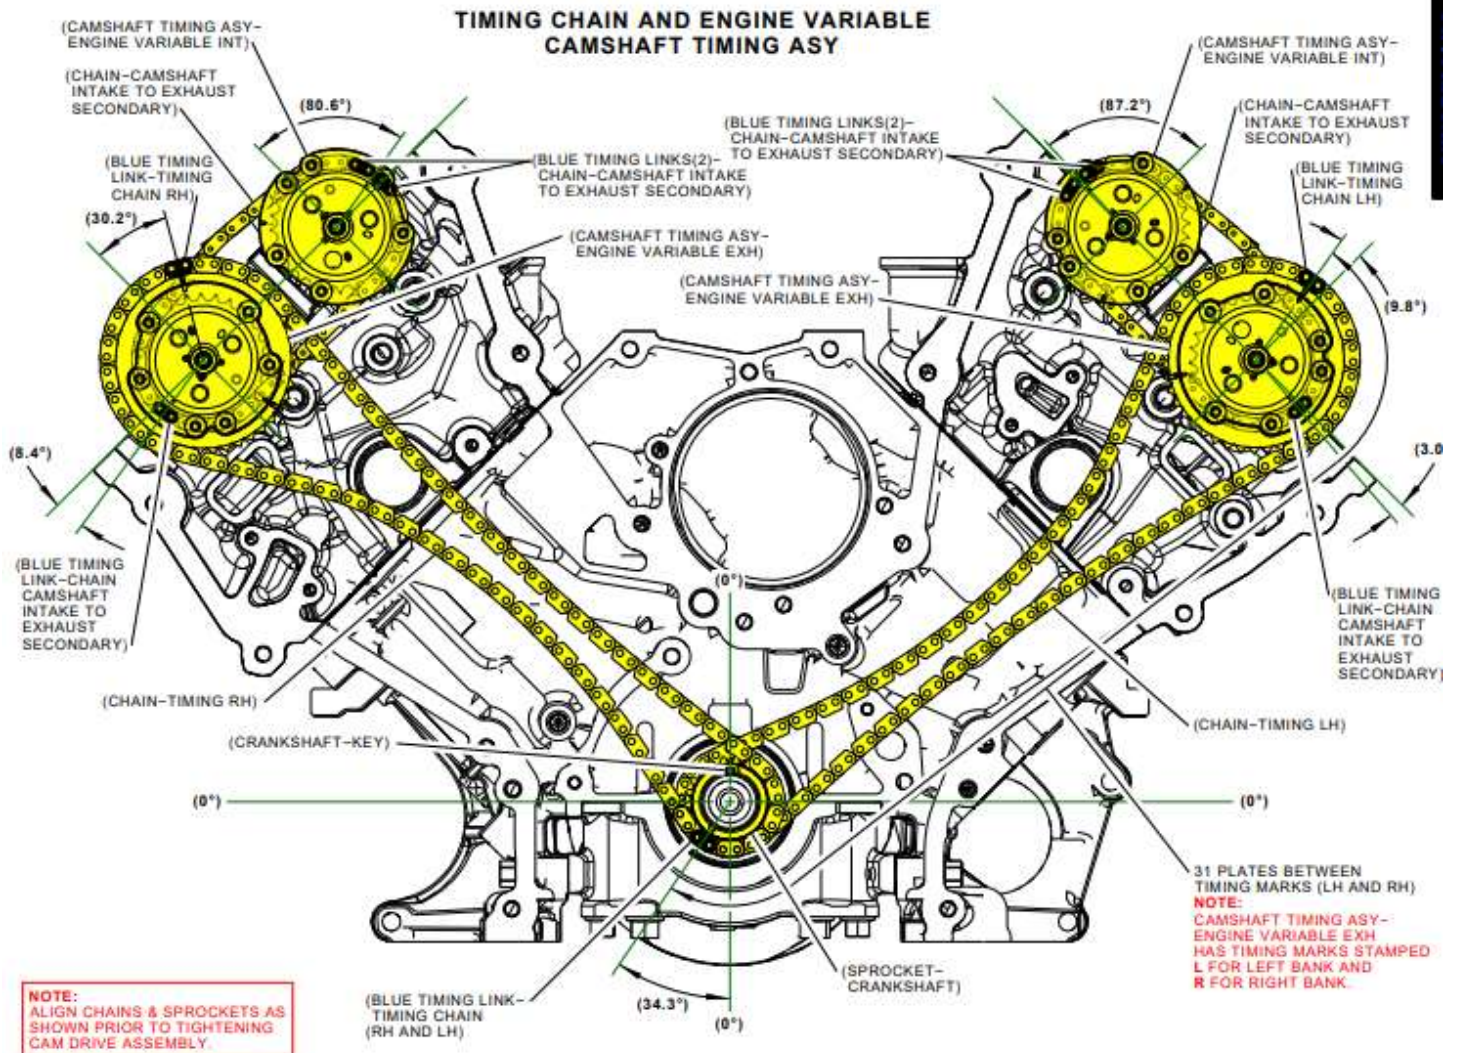 TIMING CHAIN AND ENGINE VARIABLE
CAMSHAFT TIMING ASY
(CAMSHAFT TIMING ASY-
ENGINE VARIABLE INT)
(CHAIN-CAMSHAFT
INTAKE TO EXHAUST
SECONDARY)
(BLUE TIMING
LINK-TIMING
CHAIN RH)
(30.2°)
(80.6°)
(BLUE TIMING LINKS(2)-
CHAIN-CAMSHAFT INTAKE
TO EXHAUST SECONDARY)
(CAMSHAFT TIMING ASY-
ENGINE VARIABLE EXH)
(BLUE TIMING LINKS(2)-
CHAIN-CAMSHAFT INTAKE
TO EXHAUST SECONDARY)
(CAMSHAFT TIMING ASY-
ENGINE VARIABLE EXH)
(87.2°)
(CAMSHAFT TIMING ASY-
ENGINE VARIABLE INT)
(CHAIN-CAMSHAFT
INTAKE TO EXHAUST
SECONDARY)
(BLUE TIMING
LINK-TIMING
CHAIN LH)
(9.8°)
(8.4°)
(3.0
(BLUE TIMING
LINK-CHAIN
CAMSHAFT
INTAKE TO
EXHAUST
SECONDARY)
(0°)
(BLUE TIMING
LINK-CHAIN
CAMSHAFT
INTAKE TO
EXHAUST
SECONDARY)
(CHAIN-TIMING RH)
(CHAIN-TIMING LH)
(CRANKSHAFT-KEY)
(0°)
(0°)
31 PLATES BETWEEN
TIMING MARKS (LH AND RH)
NOTE:
CAMSHAFT TIMING ASY-
ENGINE VARIABLE EXH
HAS TIMING MARKS STAMPED
L FOR LEFT BANK AND
R FOR RIGHT BANK.
(SPROCKET-
CRANKSHAFT)
(BLUE TIMING LINK-
TIMING CHAIN
(RH AND LH)
(34.3°)
(0°)
NOTE:
ALIGN CHAINS & SPROCKETS AS
SHOWN PRIOR TO TIGHTENING
CAM DRIVE ASSEMBLY.